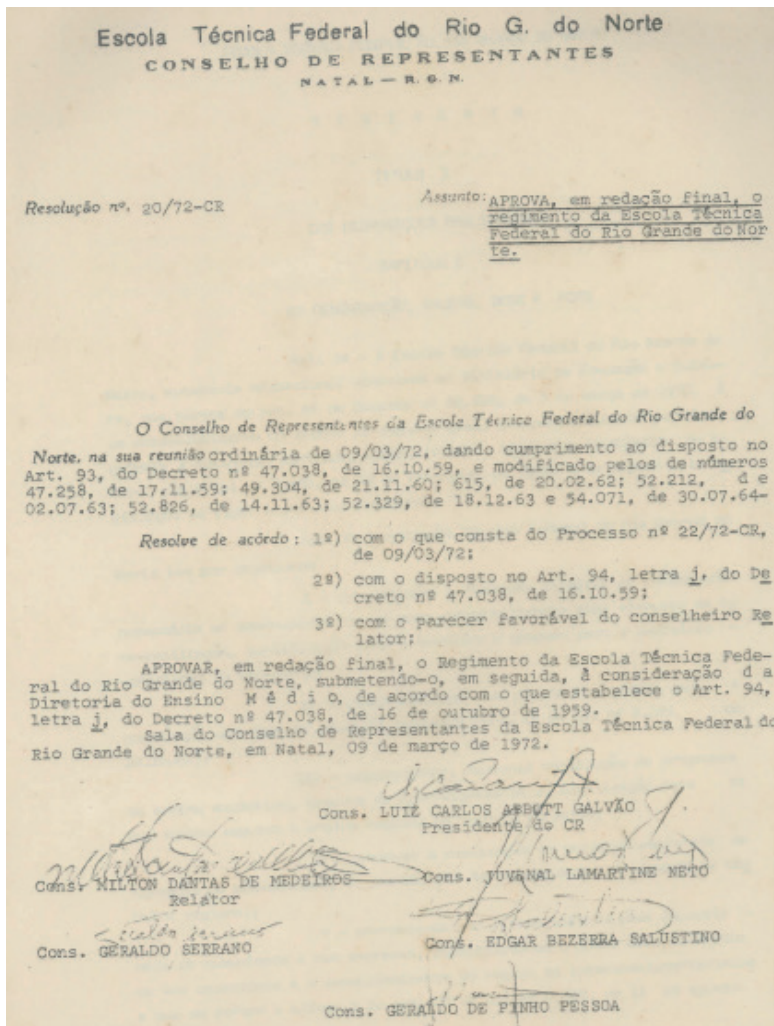 Escola Técnica Federal do Rio G. do Norte
CONSELHO DE REPRESENTANTES
NATAL — R. G. N.
Resolução nº. 20/72-CR
Assunto: APROVA, em redação final, o
regimento da Escola Técnica
Federal do Rio Grande do Nor
te.
O Conselho de Representantes da Escola Técnica Federal do Rio Grande do
Norte, na sua reunião ordinária de 09/03/72, dando cumprimento ao disposto no
Art. 93, do Decreto nº 47.038, de 16.10.59, e modificado pelos de números
47.258, de 17.11.59; 49.304, de 21.11.60; 615, de 20.02.62; 52.212, d e
02.07.63; 52.826, de 14.11.63; 52.329, de 18.12.63 e 54.071, de 30.07.64-
Resolve de acôrdo: 1º) com o que consta do Processo nº 22/72-CR,
de 09/03/72;
2º) com o disposto no Art. 94, letra j, do De
creto nº 47.038, de 16.10.59;
3º) com o parecer favorável do conselheiro Re
lator;
APROVAR, em redação final, o Regimento da Escola Técnica Fede-
ral do Rio Grande do Norte, submetendo-o, em seguida, à consideração d a
Diretoria do Ensino M é d i o, de acordo com o que estabelece o Art. 94,
letra j, do Decreto nº 47.038, de 16 de outubro de 1959.
Sala do Conselho de Representantes da Escola Técnica Federal do
Rio Grande do Norte, em Natal, 09 de março de 1972.
Cons. LUIZ CARLOS ABBOTT GALVÃO
Presidente do CR
Cons. MILTON DANTAS DE MEDEIROS
Relator
Cons. JUVENAL LAMARTINE NETO
Geraldo Serrano
Cons. GERALDO SERRANO
Cons. EDGAR BEZERRA SALUSTINO
Cons. GERALDO DE PINHO PESSOA